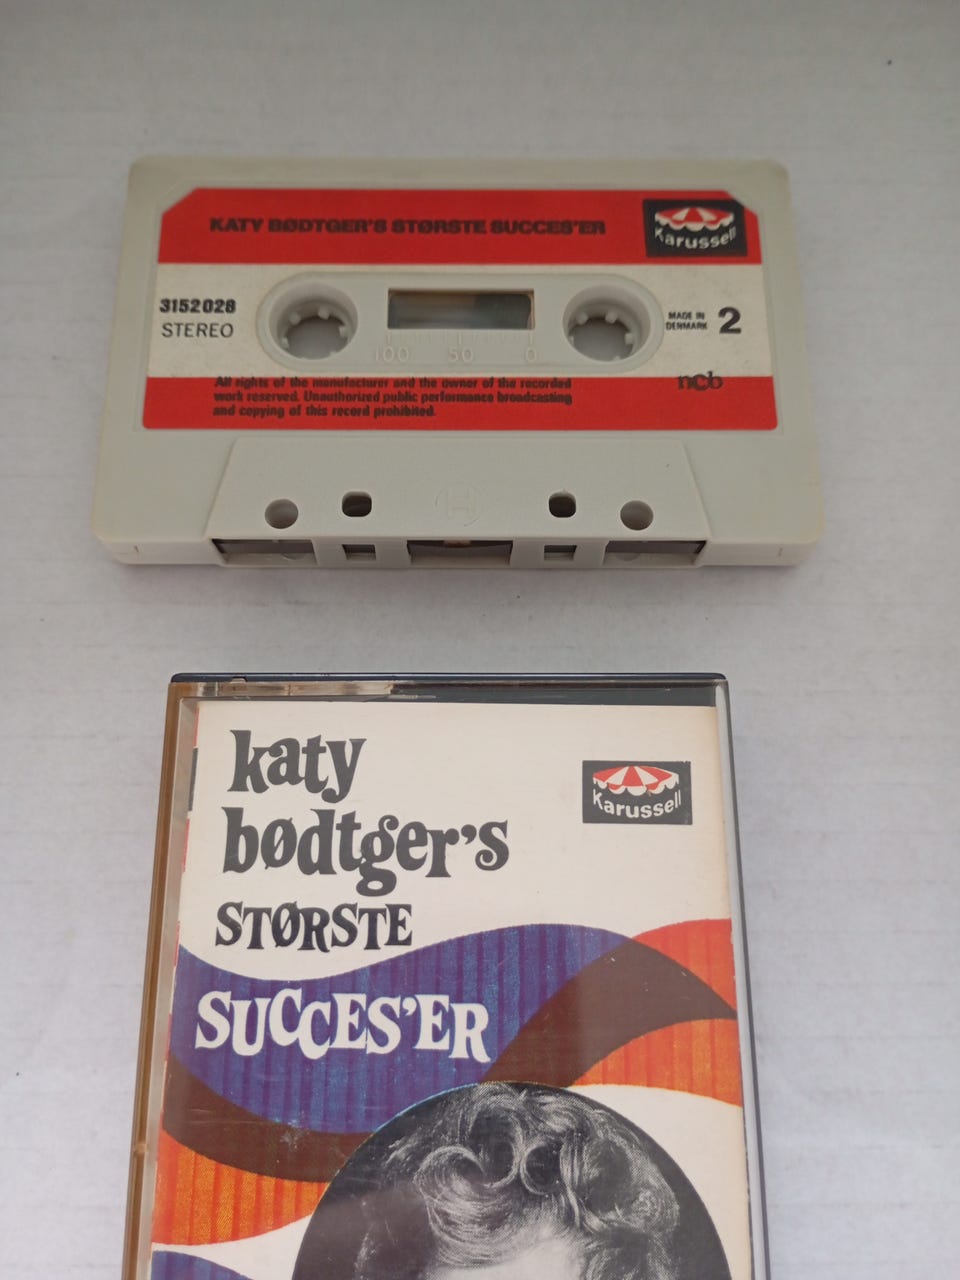 KATY BØDTGER'S STØRSTE SUCCES'ER
Karussell
3152028
STEREO
100 50 0
MADE IN
DENMARK
2
All rights of the manufacturer and the owner of the recorded
work reserved. Unauthorized public performance broadcasting
and copying of this record prohibited.
ncb
H
katy
bødtger's
STØRSTE
SUCCES'ER
Karussell